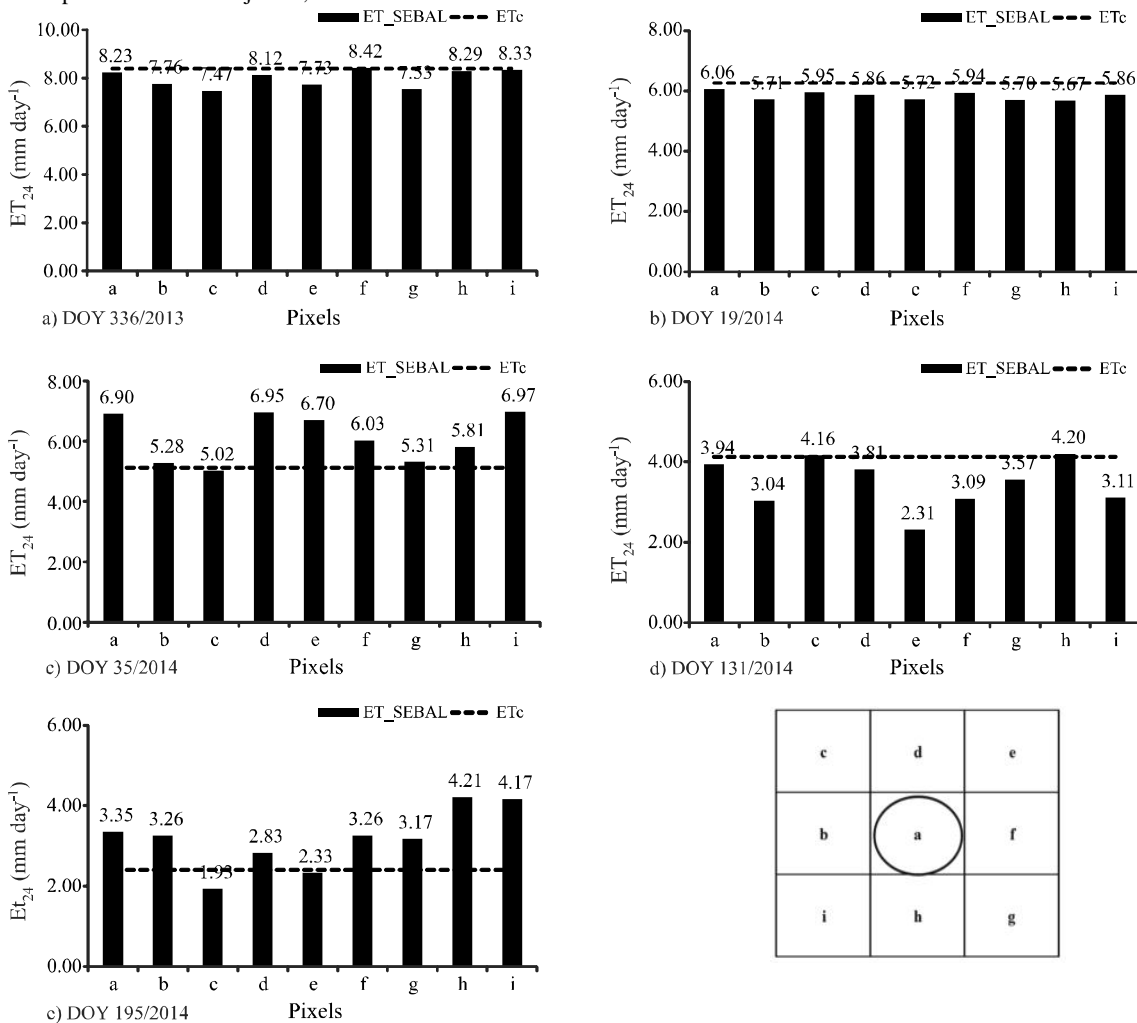 ET_SEBAL ETc
10.00
8.00
6.00
4.00
2.00
0.00
ET24 (mm day-1)
8.23 7.76 7.47 8.12 7.73 8.42 7.53 8.29 8.33
a b c d e f g h i
a) DOY 336/2013 Pixels
ET_SEBAL ETc
8.00
6.00
4.00
2.00
0.00
ET24 (mm day-1)
6.06 5.71 5.95 5.86 5.72 5.94 5.70 5.67 5.86
a b c d c f g h i
b) DOY 19/2014 Pixels
ET_SEBAL ETc
8.00
6.00
4.00
2.00
0.00
ET24 (mm day-1)
6.90 5.28 5.02 6.95 6.70 6.03 5.31 5.81 6.97
a b c d e f g h i
c) DOY 35/2014 Pixels
ET_SEBAL ETc
6.00
4.00
2.00
0.00
ET24 (mm day-1)
3.94 3.04 4.16 3.81 2.31 3.09 3.57 4.20 3.11
a b c d e f g h i
d) DOY 131/2014 Pixels
ET_SEBAL ETc
6.00
4.00
2.00
0.00
Et24 (mm day-1)
3.35 3.26 1.93 2.83 2.33 3.26 3.17 4.21 4.17
a b c d e f g h i
c) DOY 195/2014 Pixels
c d e
b a f
i h g